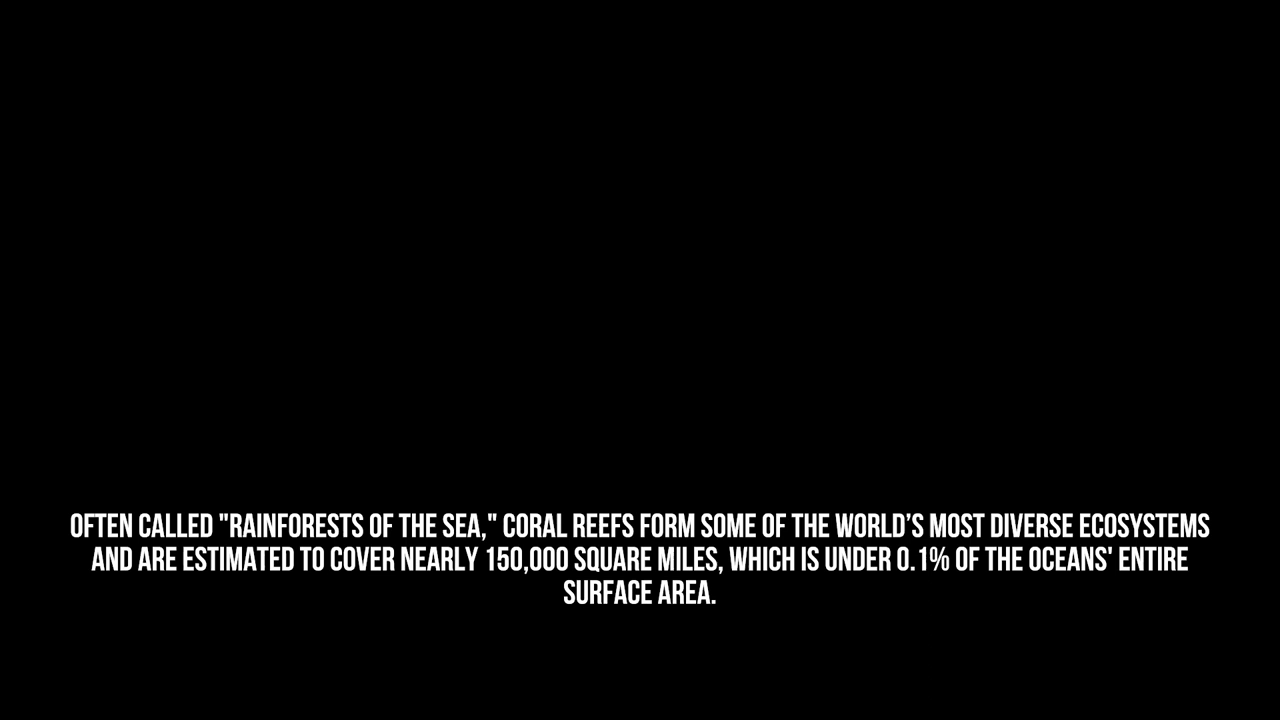 OFTEN CALLED "RAINFORESTS OF THE SEA," CORAL REEFS FORM SOME OF THE WORLD’S MOST DIVERSE ECOSYSTEMS
AND ARE ESTIMATED TO COVER NEARLY 150,000 SQUARE MILES, WHICH IS UNDER 0.1% OF THE OCEANS' ENTIRE
SURFACE AREA.